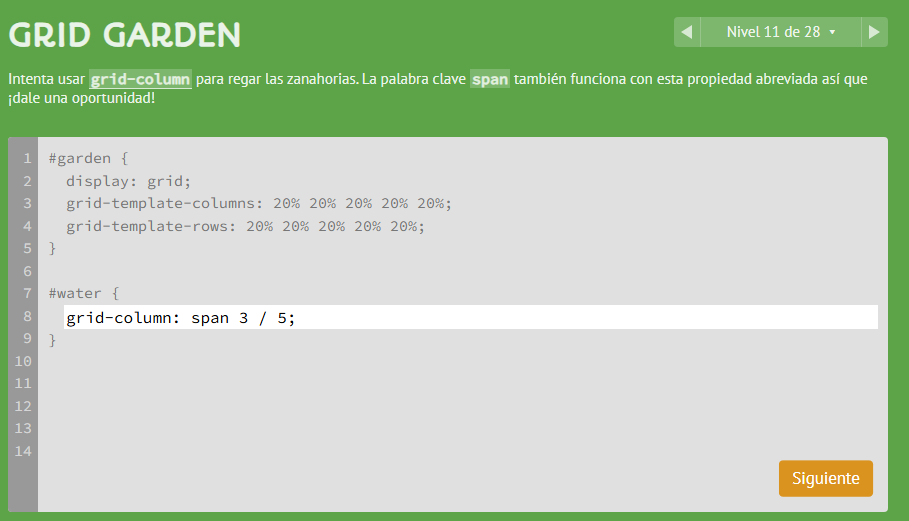 GRID GARDEN
Nivel 11 de 28
Intenta usar grid-column para regar las zanahorias. La palabra clave span también funciona con esta propiedad abreviada así que
¡dale una oportunidad!
1 #garden {
2 display: grid;
3 grid-template-columns: 20% 20% 20% 20% 20%;
4 grid-template-rows: 20% 20% 20% 20% 20%;
5 }
6
7 #water {
8 grid-column: span 3 / 5;
9 }
10
11
12
13
14
Siguiente